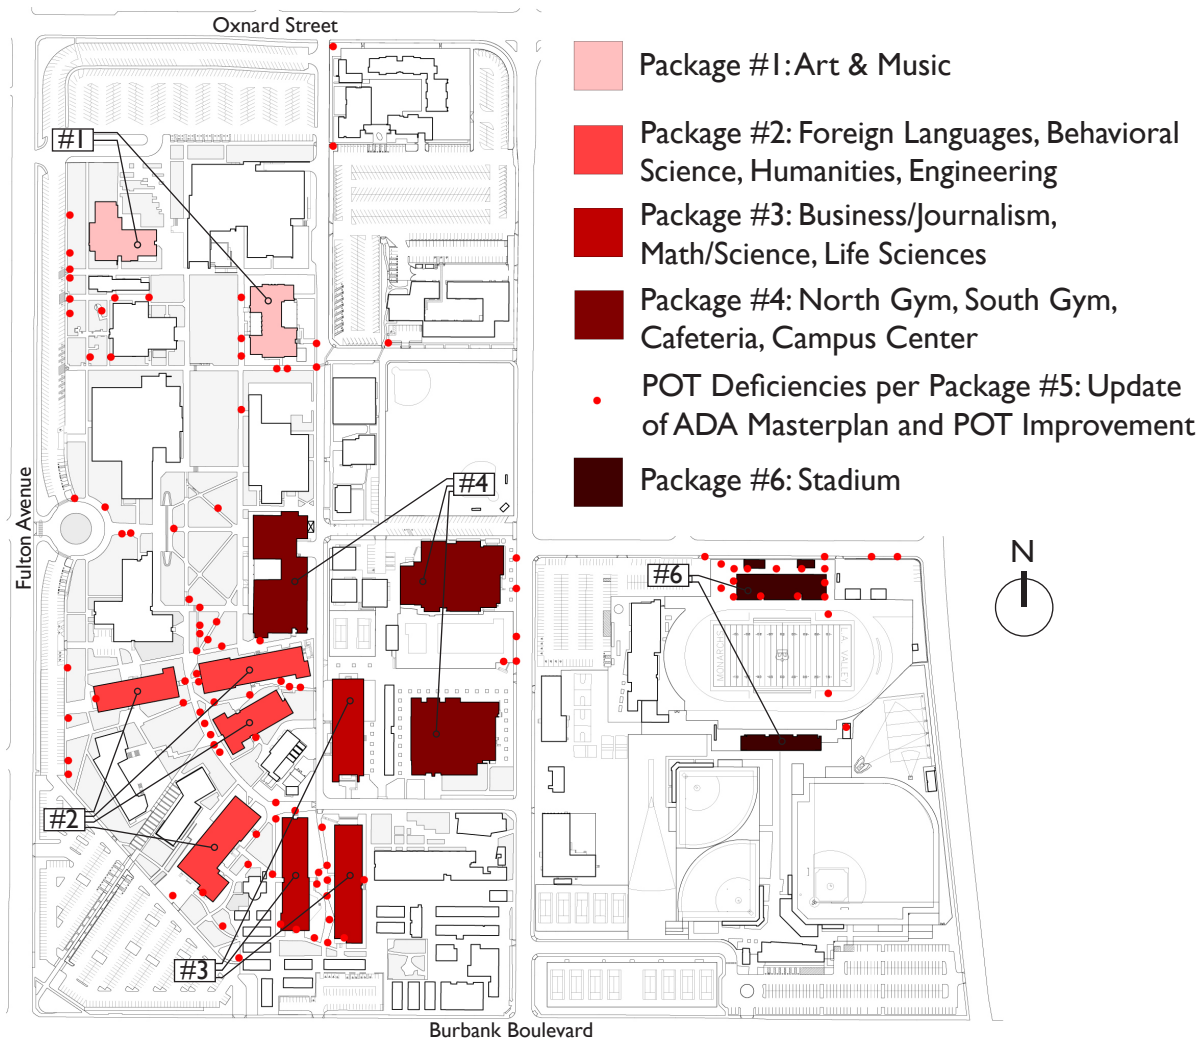 Oxnard Street
Package #1: Art & Music
#1
Package #2: Foreign Languages, Behavioral
Science, Humanities, Engineering
Package #3: Business/Journalism,
Math/Science, Life Sciences
Package #4: North Gym, South Gym,
Cafeteria, Campus Center
POT Deficiencies per Package #5: Update
of ADA Masterplan and POT Improvement
Package #6: Stadium
#4
Fulton Avenue
N
#6
MONARCHS
L.A. VALLEY
#2
#3
Burbank Boulevard